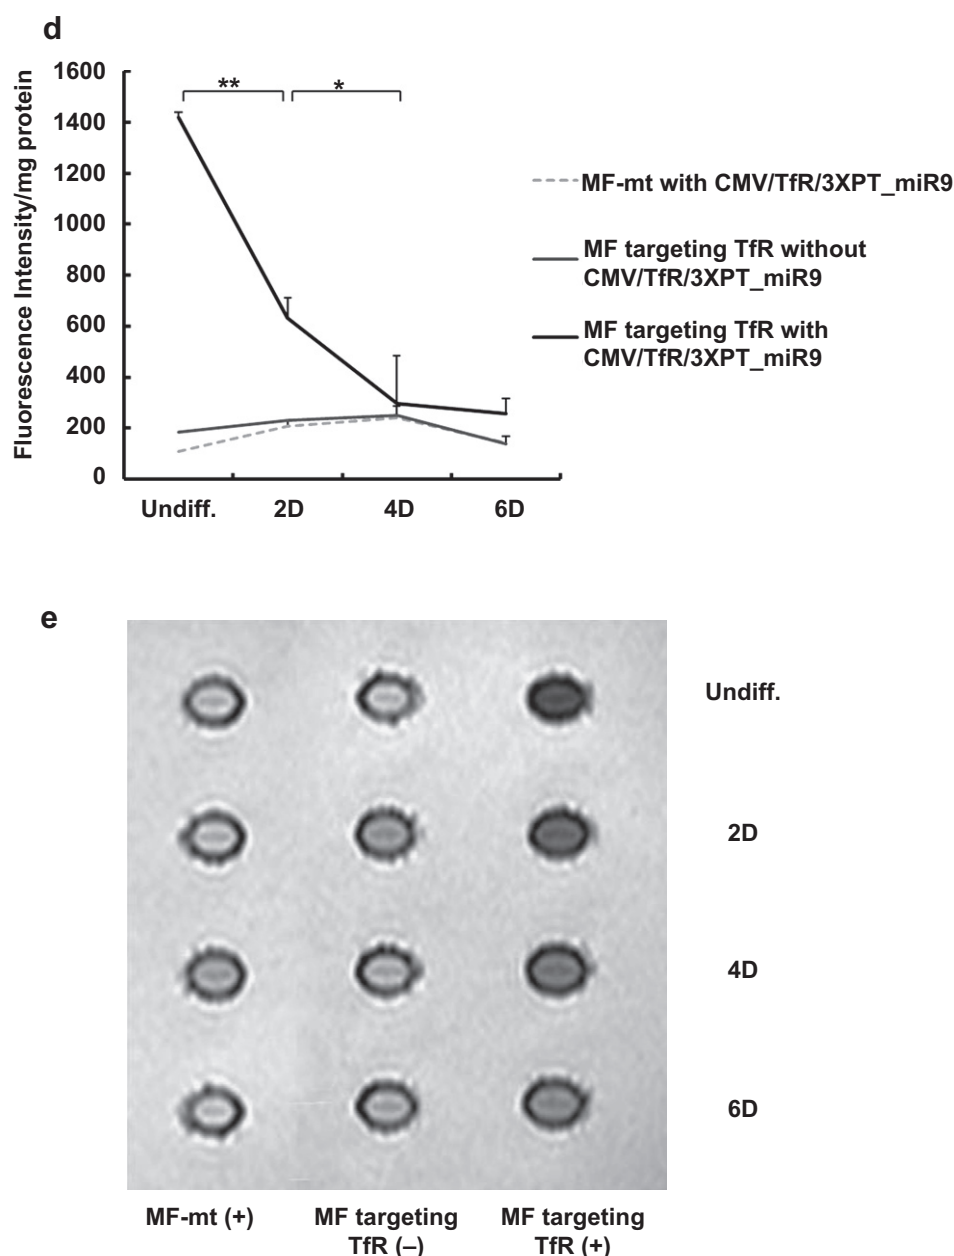 d
Fluorescence Intensity/mg protein
1600
1400
1200
1000
800
600
400
200
0
**
*
Undiff. 2D 4D 6D
MF-mt with CMV/TfR/3XPT_miR9
MF targeting TfR without
CMV/TfR/3XPT_miR9
MF targeting TfR with
CMV/TfR/3XPT_miR9
e
Undiff.
2D
4D
6D
MF-mt (+)
MF targeting
TfR (–)
MF targeting
TfR (+)